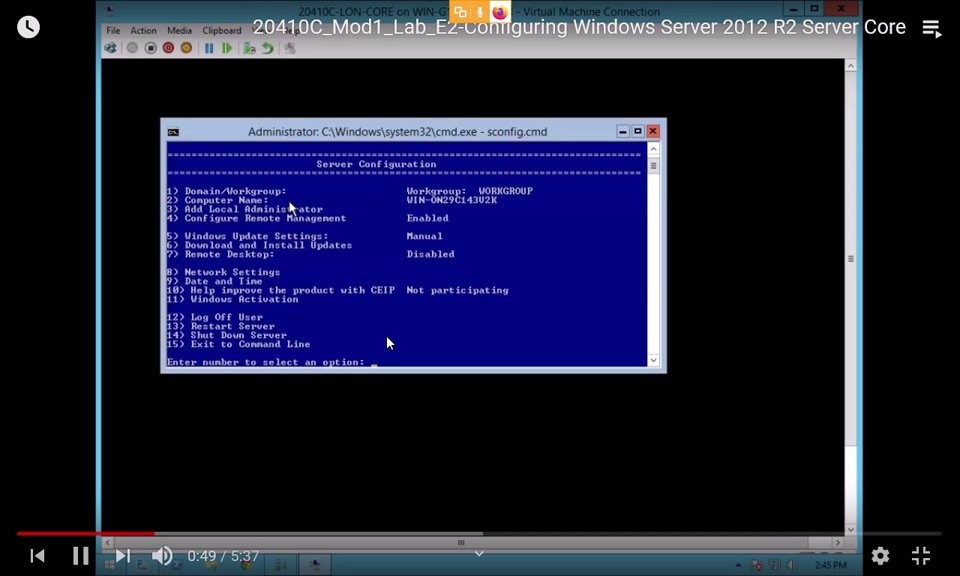 20410C-LON-CORE on WIN-G Virtual Machine Connection
20410C_Mod1_Lab_E2-Configuring Windows Server 2012 R2 Server Core
File Action Media Clipboard
Administrator: C:\Windows\system32\cmd.exe - sconfig.cmd
Server Configuration
1) Domain/Workgroup: Workgroup: WORKGROUP
2) Computer Name: WIN-ON29C143V2K
3) Add Local Administrator
4) Configure Remote Management Enabled
5) Windows Update Settings: Manual
6) Download and Install Updates
7) Remote Desktop: Disabled
8) Network Settings
9) Date and Time
10) Help improve the product with CEIP Not participating
11) Windows Activation
12) Log Off User
13) Restart Server
14) Shut Down Server
15) Exit to Command Line
Enter number to select an option: _
0:49 / 5:37
2:45 PM